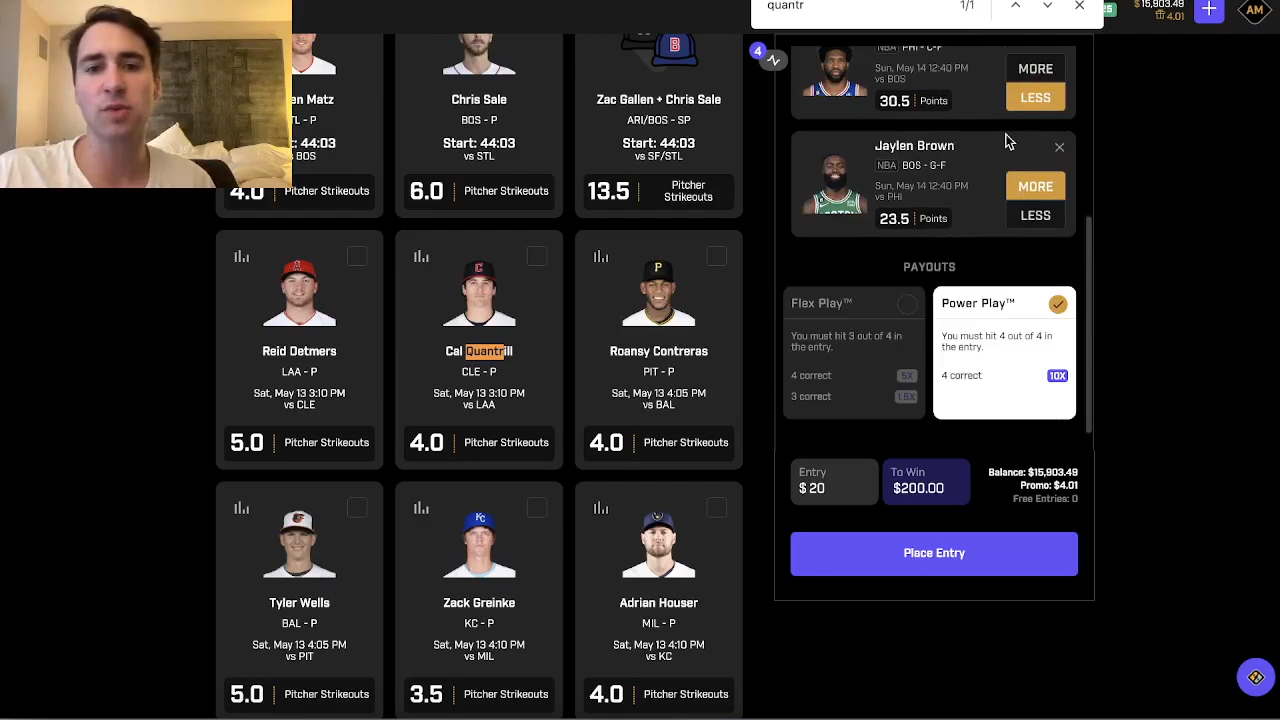 quantr
1/1
$15,903.49
4.01
AM
4
Chris Sale
BOS - P
Start: 44:03
vs STL
6.0 Pitcher Strikeouts
Zac Gallen + Chris Sale
ARI/BOS - SP
Start: 44:03
vs SF/STL
13.5 Pitcher Strikeouts
en Matz
TL - P
: 44:03
BOS
4.0 Pitcher Strikeouts
Reid Detmers
LAA - P
Sat, May 13 3:10 PM
vs CLE
5.0 Pitcher Strikeouts
Cal Quantrill
CLE - P
Sat, May 13 3:10 PM
vs LAA
4.0 Pitcher Strikeouts
Roansy Contreras
PIT - P
Sat, May 13 4:05 PM
vs BAL
4.0 Pitcher Strikeouts
Tyler Wells
BAL - P
Sat, May 13 4:05 PM
vs PIT
5.0 Pitcher Strikeouts
Zack Greinke
KC - P
Sat, May 13 4:10 PM
vs MIL
3.5 Pitcher Strikeouts
Adrian Houser
MIL - P
Sat, May 13 4:10 PM
vs KC
4.0 Pitcher Strikeouts
NBA PHI - C-F
Sun, May 14 12:40 PM
vs BOS
30.5 Points
MORE
LESS
Jaylen Brown
NBA BOS - G-F
Sun, May 14 12:40 PM
vs PHI
23.5 Points
MORE
LESS
PAYOUTS
Flex Play™
You must hit 3 out of 4 in
the entry.
4 correct 5X
3 correct 1.5X
Power Play™
You must hit 4 out of 4 in
the entry.
4 correct 10X
Entry
$ 20
To Win
$200.00
Balance: $15,903.49
Promo: $4.01
Free Entries: 0
Place Entry